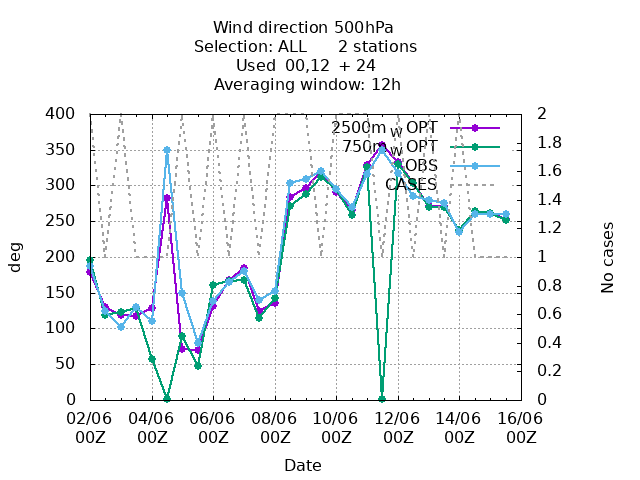 Wind direction 500hPa
Selection: ALL 2 stations
Used 00,12 + 24
Averaging window: 12h
400 350 300 250 200 150 100 50 0
2 1.8 1.6 1.4 1.2 1 0.8 0.6 0.4 0.2 0
2500m W OPT
750m W OPT
OBS
CASES
deg
No cases
02/06 04/06 06/06 08/06 10/06 12/06 14/06 16/06
00Z 00Z 00Z 00Z 00Z 00Z 00Z 00Z
Date